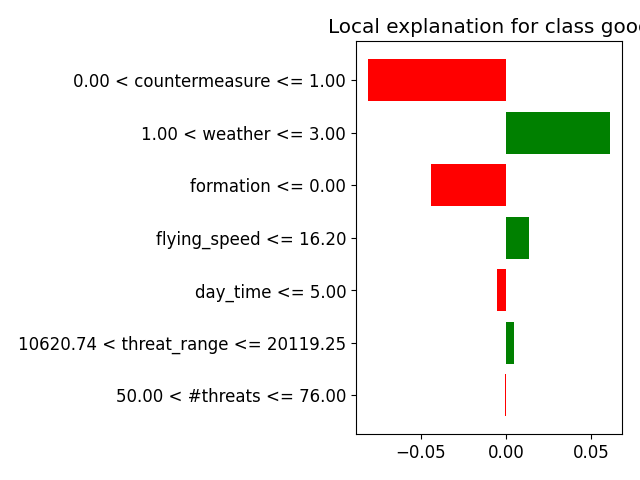 Local explanation for class goo
0.00 < countermeasure <= 1.00
1.00 < weather <= 3.00
formation <= 0.00
flying_speed <= 16.20
day_time <= 5.00
10620.74 < threat_range <= 20119.25
50.00 < #threats <= 76.00
−0.05 0.00 0.05